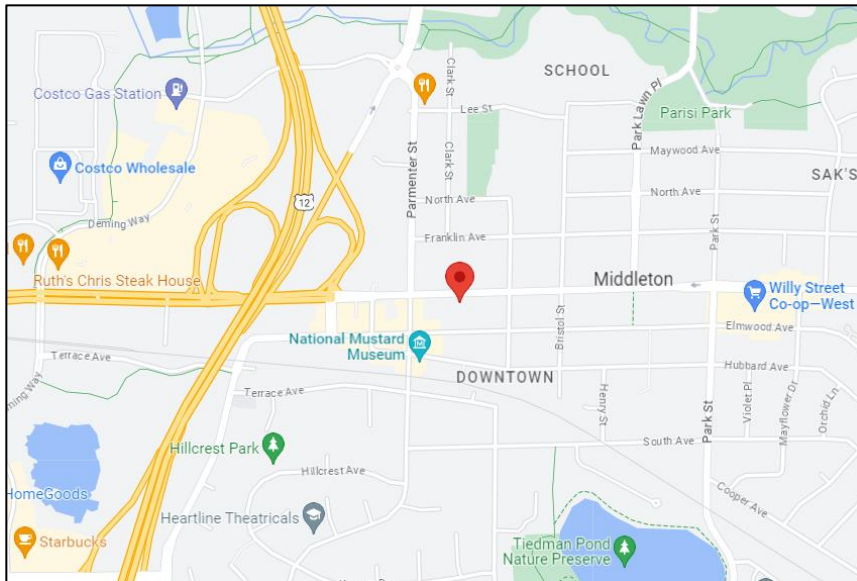 SCHOOL
Costco Gas Station
Clark St
Lee St
Park Lawn Pl
Parisi Park
Costco Wholesale
Parmenter St
Clark St
Maywood Ave
SAK'S
12
North Ave
North Ave
Deming Way
Franklin Ave
Park St
Ruth's Chris Steak House
Middleton
Willy Street
Co-op—West
Bristol St
Elmwood Ave
National Mustard
Museum
Terrace Ave
Hubbard Ave
DOWNTOWN
Terrace Ave
Henry St
Violet Pl
Mayflower Dr
Orchid Ln
Park St
South Ave
Hillcrest Park
Hillcrest Ave
Cooper Ave
HomeGoods
Heartline Theatricals
Starbucks
Tiedman Pond
Nature Preserve